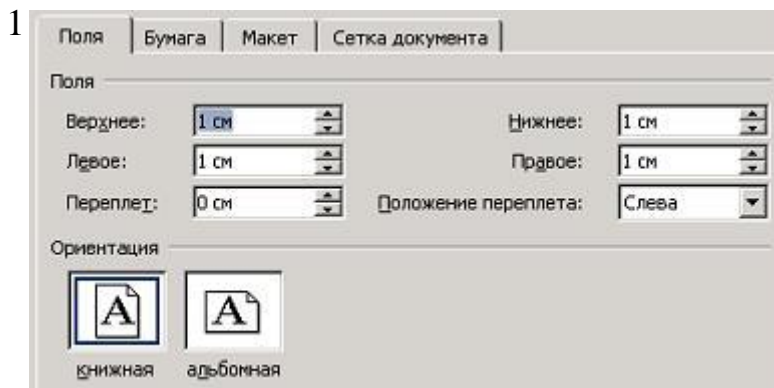 1
Поля Бумага Макет Сетка документа
Поля
Верхнее: 1 см Нижнее: 1 см
Левое: 1 см Правое: 1 см
Переплет: 0 см Положение переплета: Слева
Ориентация
A A
книжная альбомная